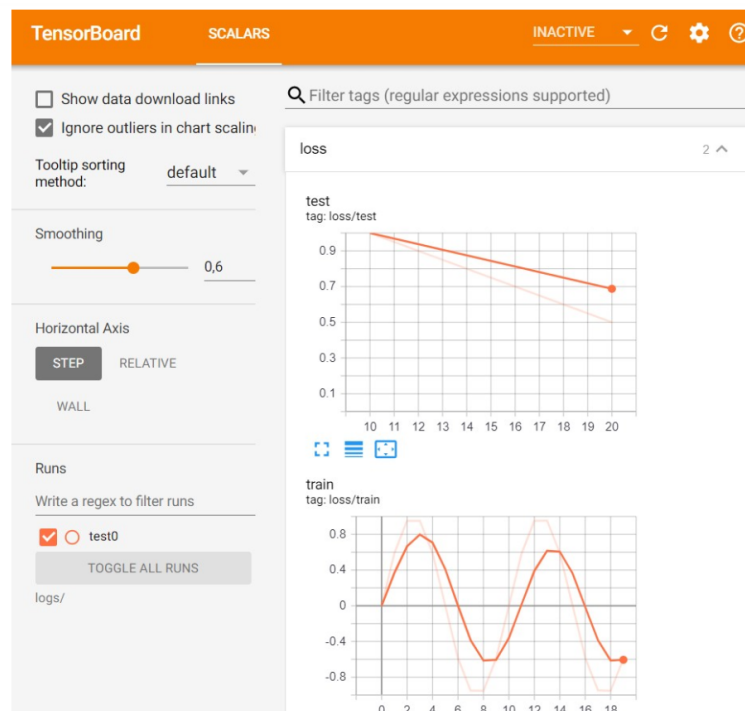 TensorBoard SCALARS INACTIVE
Show data download links
Ignore outliers in chart scalin
Tooltip sorting
method: default
Smoothing
0,6
Horizontal Axis
STEP RELATIVE
WALL
Runs
Write a regex to filter runs
test0
TOGGLE ALL RUNS
logs/
Filter tags (regular expressions supported)
loss 2
test
tag: loss/test
0.9
0.7
0.5
0.3
0.1
10 11 12 13 14 15 16 17 18 19 20
train
tag: loss/train
0.8
0.4
0
-0.4
-0.8
0 2 4 6 8 10 12 14 16 18